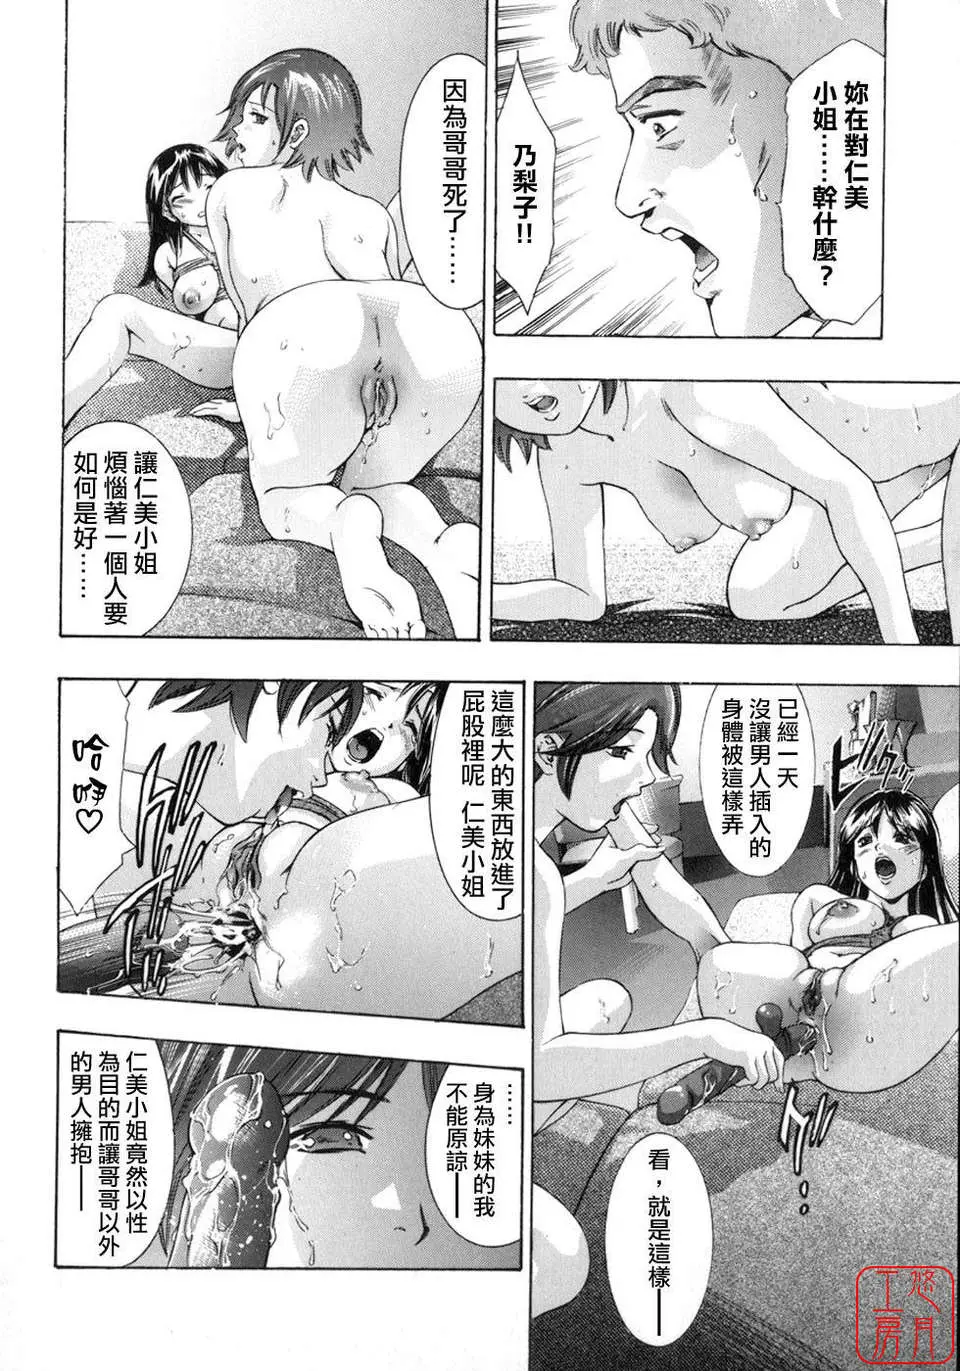 妳在對仁美
小姐……幹什麼？
乃梨子!!
因為哥哥死了……
讓仁美小姐
煩惱著一個人要
如何是好……
已經一天
沒讓男人插入的
身體被這樣弄
看，就是這樣——
這麼大的東西放進了
屁股裡呢 仁美小姐
哈咿♡
……
身為妹妹的我
不能原諒——
仁美小姐竟然以性
為目的而讓哥哥以外
的男人擁抱——
悠月
工房